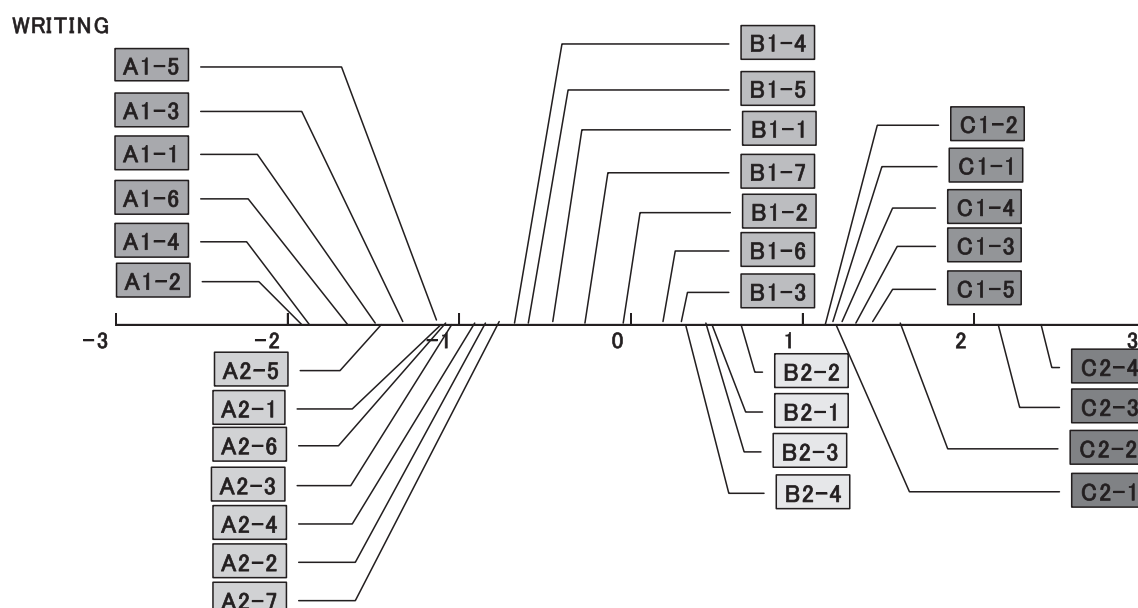 WRITING
A1-5
A1-3
A1-1
A1-6
A1-4
A1-2
B1-4
B1-5
B1-1
B1-7
B1-2
B1-6
B1-3
C1-2
C1-1
C1-4
C1-3
C1-5
-3 -2 -1 0 1 2 3
A2-5
A2-1
A2-6
A2-3
A2-4
A2-2
A2-7
B2-2
B2-1
B2-3
B2-4
C2-4
C2-3
C2-2
C2-1